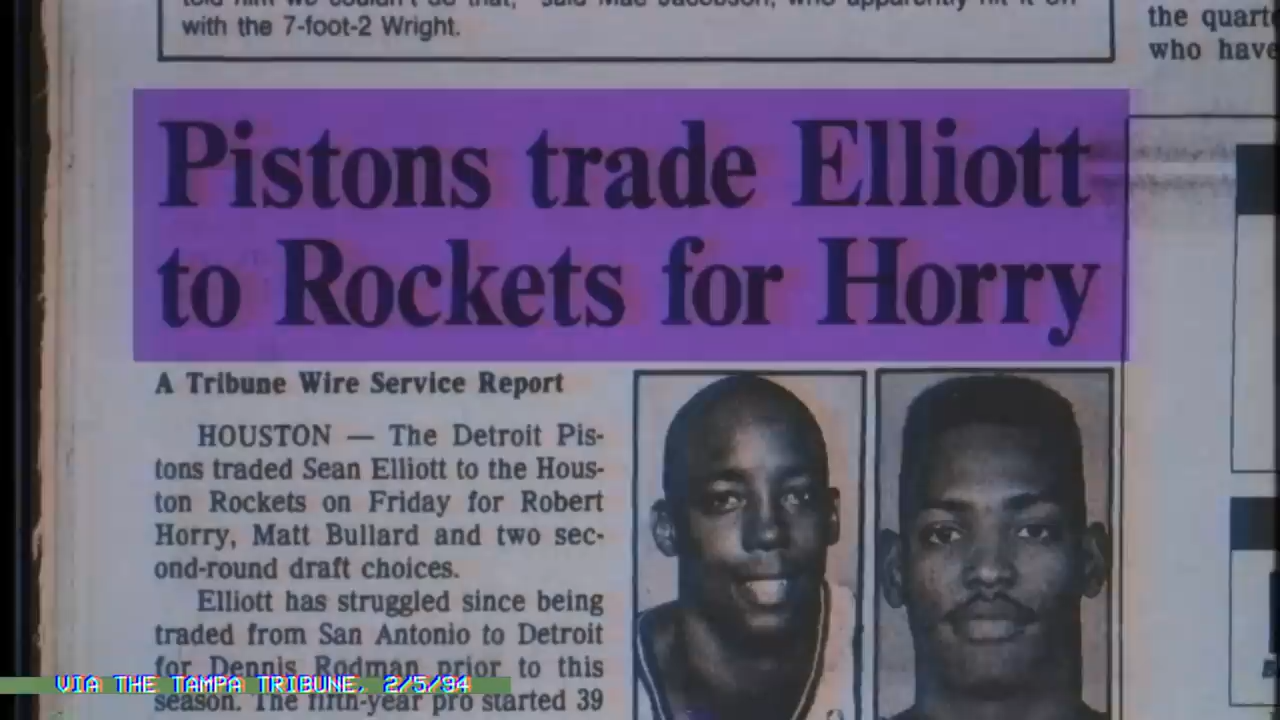 with the 7-foot-2 Wright.
the quart
who have
Pistons trade Elliott
to Rockets for Horry
A Tribune Wire Service Report
HOUSTON — The Detroit Pis-
tons traded Sean Elliott to the Hous-
ton Rockets on Friday for Robert
Horry, Matt Bullard and two sec-
ond-round draft choices.
Elliott has struggled since being
traded from San Antonio to Detroit
for Dennis Rodman prior to this
season. The fifth-year pro started 39
VIA THE TAMPA TRIBUNE, 2/5/94